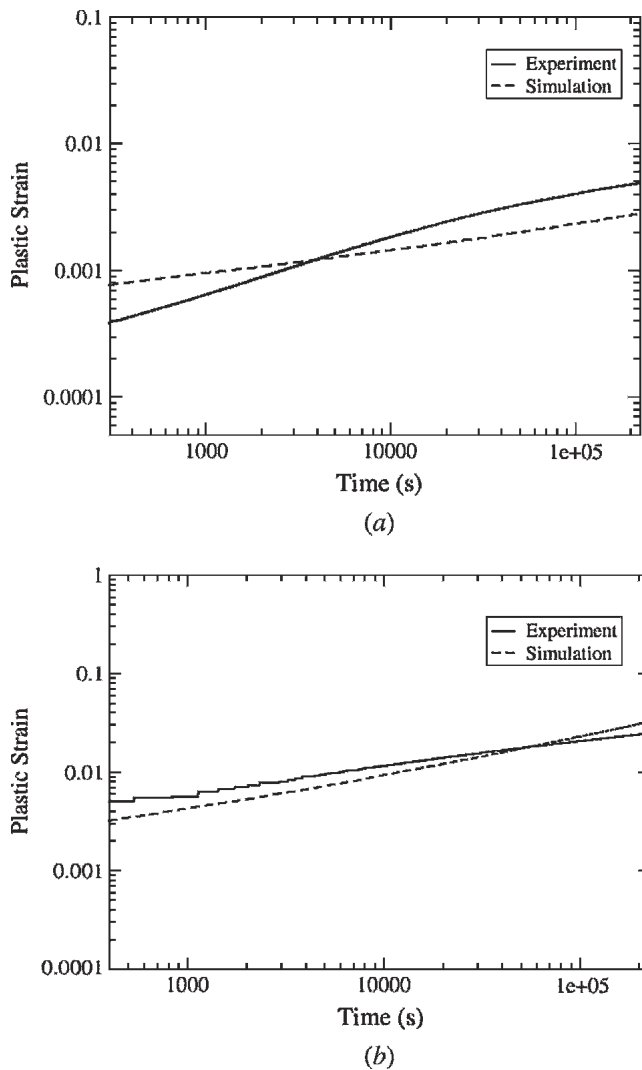 0.1
Experiment
Simulation
0.01
Plastic Strain
0.001
0.0001
1000
10000
1e+05
Time (s)
(a)
1
Experiment
Simulation
0.1
Plastic Strain
0.01
0.001
0.0001
1000
10000
1e+05
Time (s)
(b)